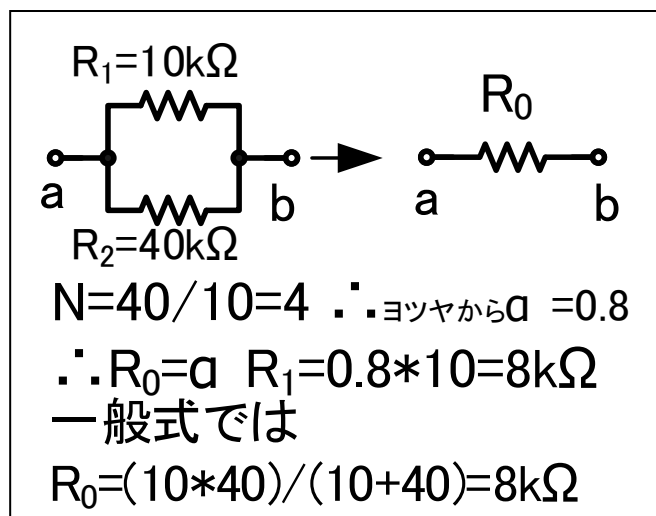 R₁=10kΩ
R₀
a
b
a
b
R₂=40kΩ
N=40/10=4 ∴ヨツヤからα =0.8
∴R₀=α R₁=0.8*10=8kΩ
一般式では
R₀=(10*40)/(10+40)=8kΩ